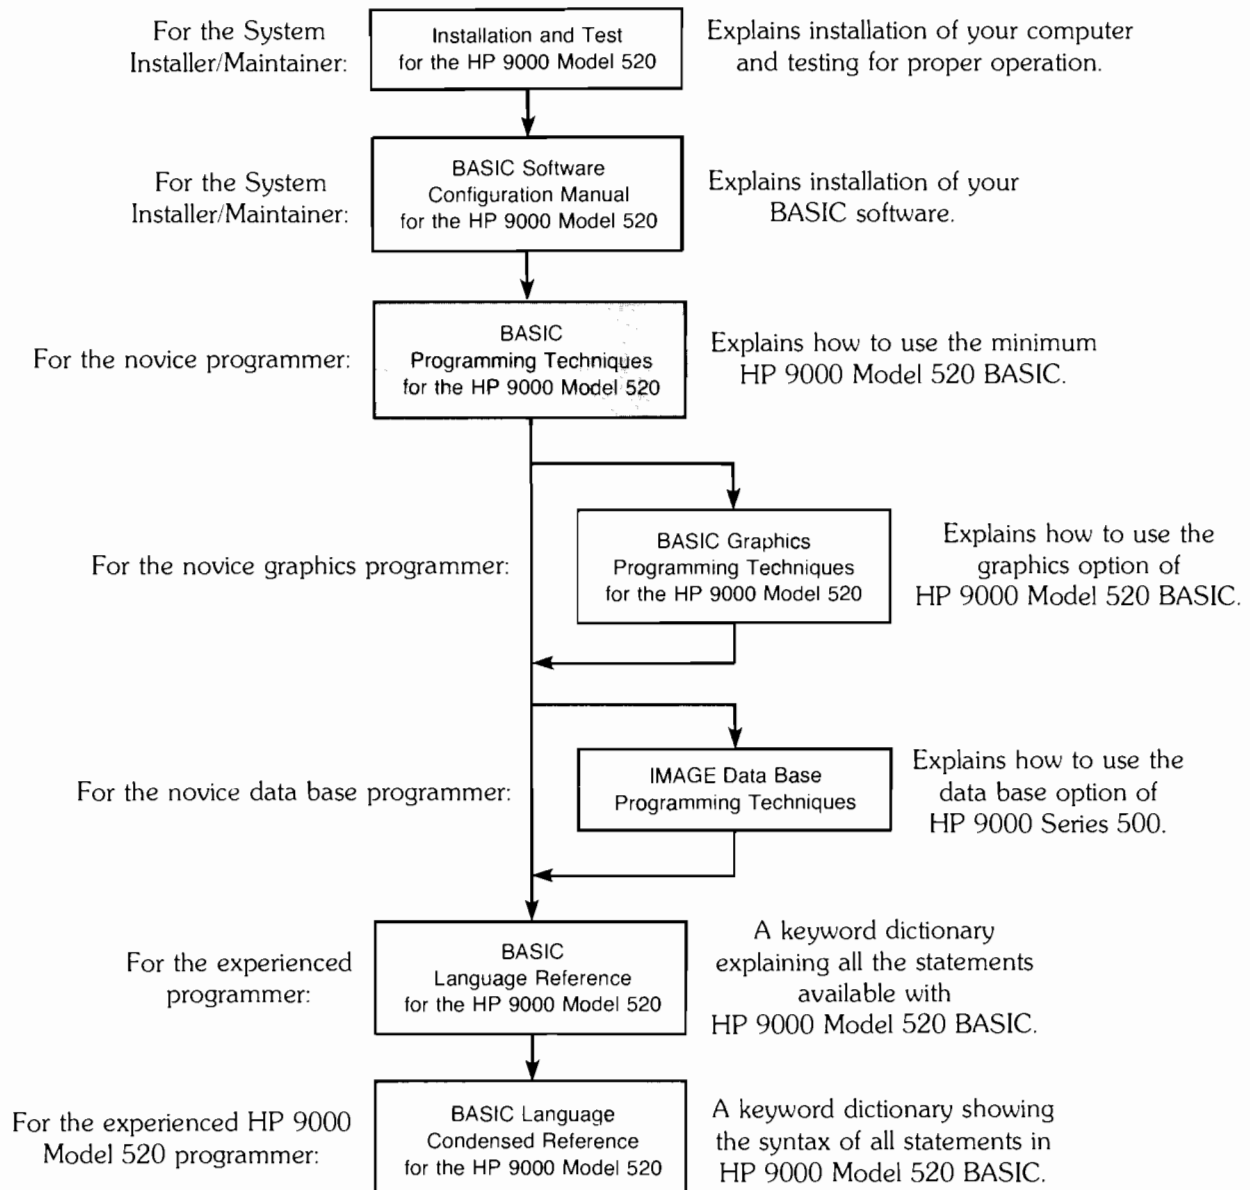 For the System
Installer/Maintainer:
Installation and Test
for the HP 9000 Model 520
Explains installation of your computer
and testing for proper operation.
For the System
Installer/Maintainer:
BASIC Software
Configuration Manual
for the HP 9000 Model 520
Explains installation of your
BASIC software.
For the novice programmer:
BASIC
Programming Techniques
for the HP 9000 Model 520
Explains how to use the minimum
HP 9000 Model 520 BASIC.
For the novice graphics programmer:
BASIC Graphics
Programming Techniques
for the HP 9000 Model 520
Explains how to use the
graphics option of
HP 9000 Model 520 BASIC.
For the novice data base programmer:
IMAGE Data Base
Programming Techniques
Explains how to use the
data base option of
HP 9000 Series 500.
For the experienced
programmer:
BASIC
Language Reference
for the HP 9000 Model 520
A keyword dictionary
explaining all the statements
available with
HP 9000 Model 520 BASIC.
For the experienced HP 9000
Model 520 programmer:
BASIC Language
Condensed Reference
for the HP 9000 Model 520
A keyword dictionary showing
the syntax of all statements in
HP 9000 Model 520 BASIC.